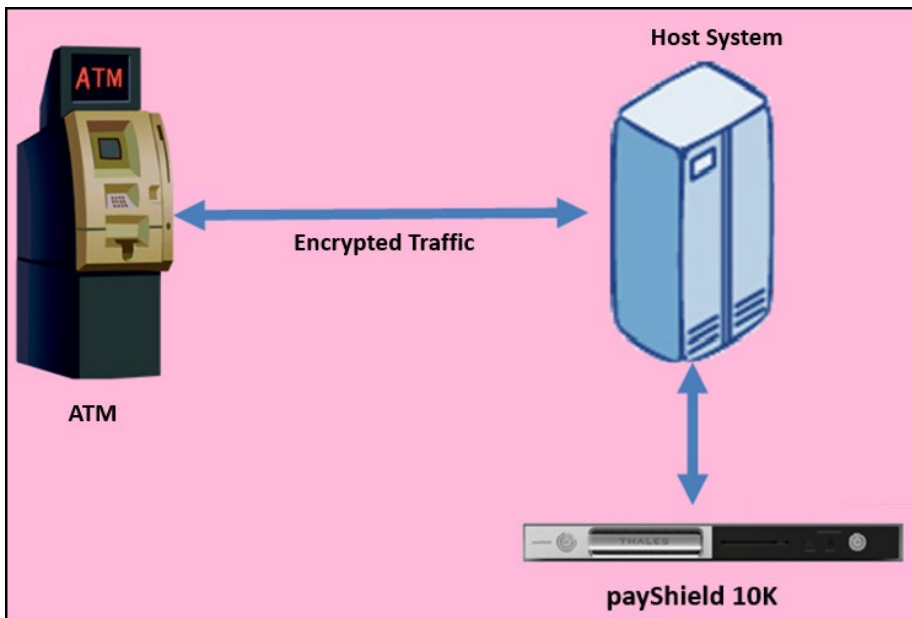 Host System
ATM
Encrypted Traffic
ATM
THALES
payShield 10K